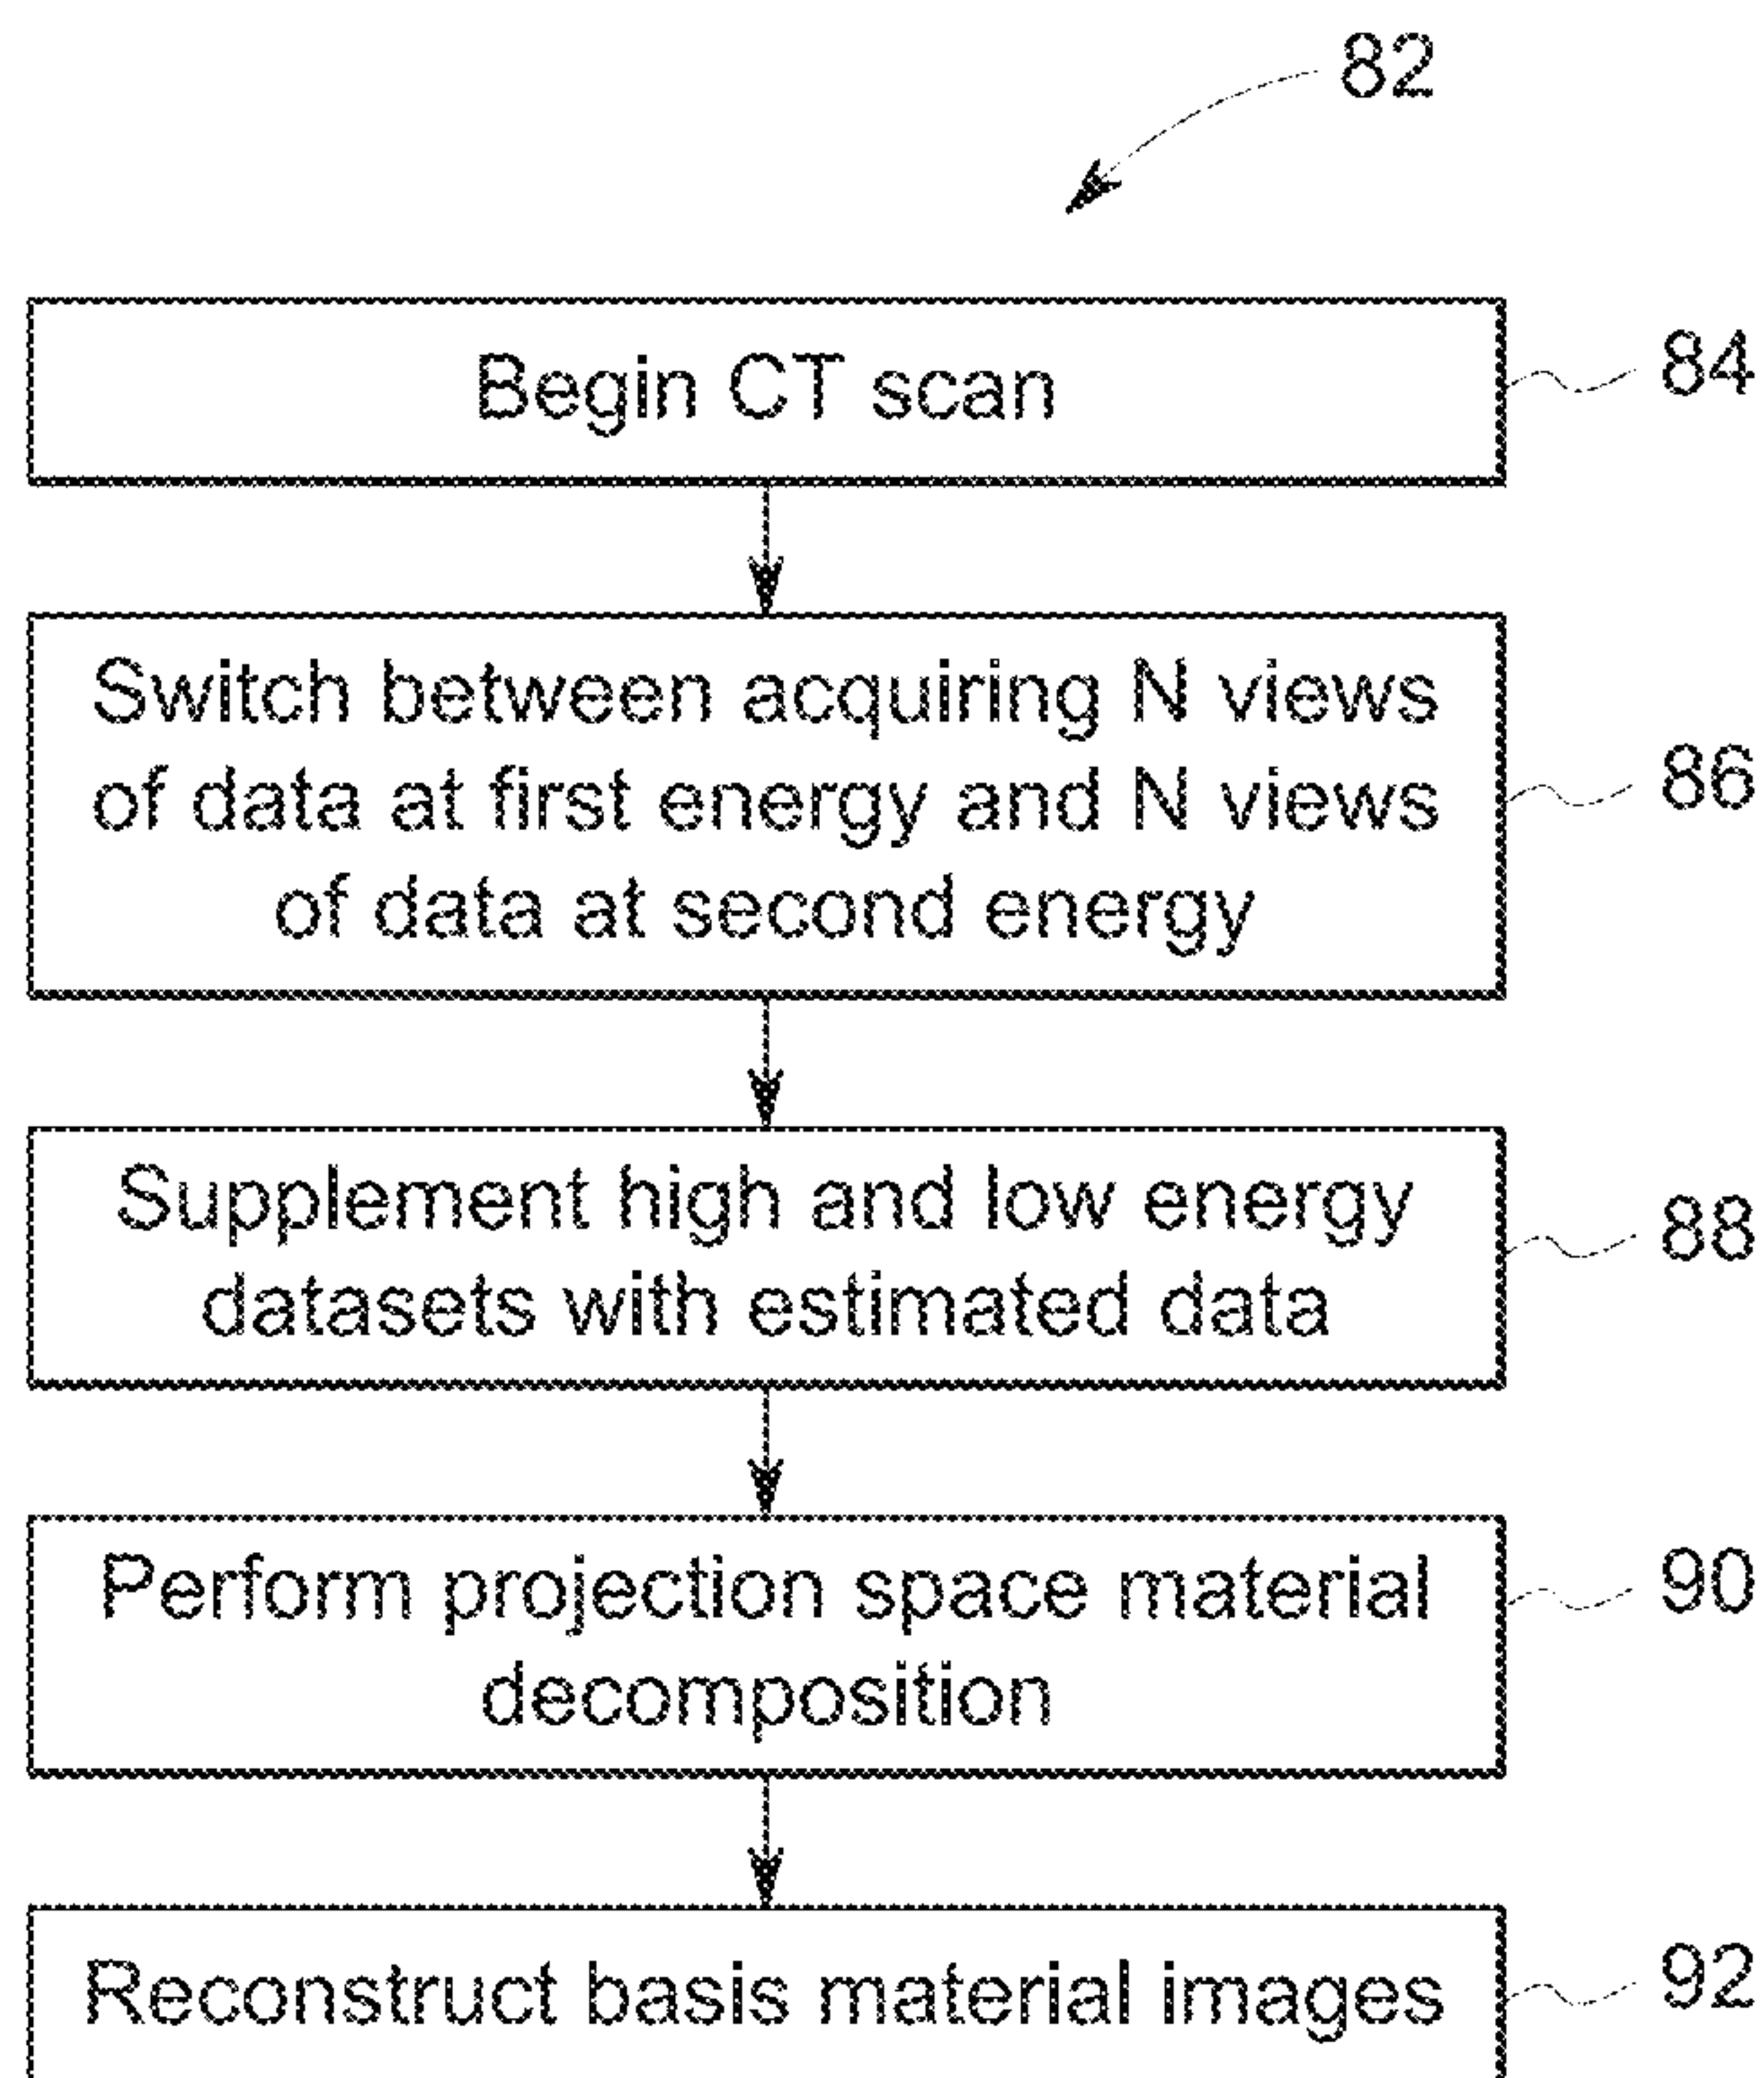 82
Begin CT scan
84
Switch between acquiring N views
of data at first energy and N views
of data at second energy
86
Supplement high and low energy
datasets with estimated data
88
Perform projection space material
decomposition
90
Reconstruct basis material images
92